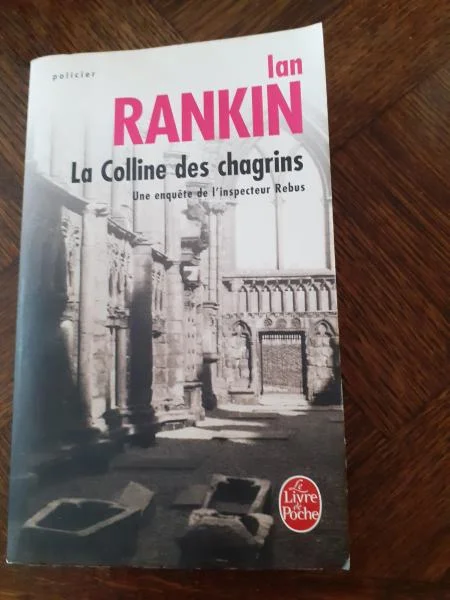 policier
Ian
RANKIN
La Colline des chagrins
Une enquête de l'inspecteur Rebus
Le
Livre
de
Poche